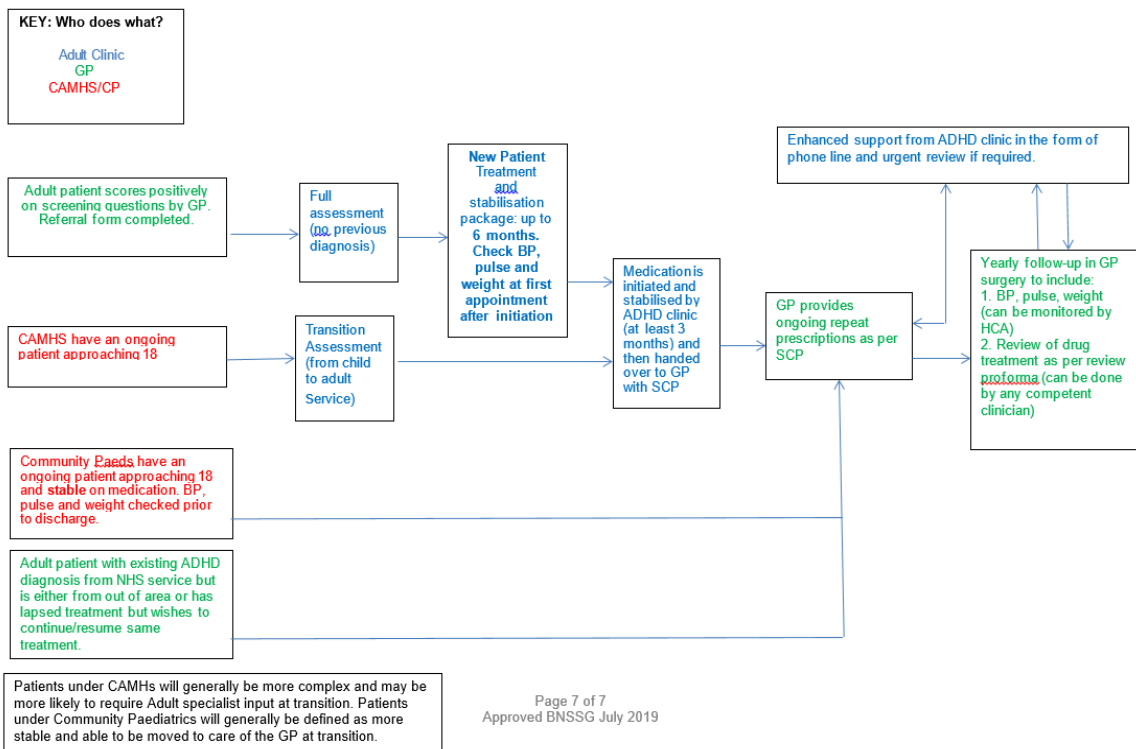 KEY: Who does what?
Adult Clinic
GP
CAMHS/CP
Adult patient scores positively
on screening questions by GP.
Referral form completed.
Full
assessment
(no previous
diagnosis)
New Patient
Treatment
and
stabilisation
package: up to
6 months.
Check BP,
pulse and
weight at first
appointment
after initiation
Enhanced support from ADHD clinic in the form of
phone line and urgent review if required.
CAMHS have an ongoing
patient approaching 18
Transition
Assessment
(from child
to adult
Service)
Medication is
initiated and
stabilised by
ADHD clinic
(at least 3
months) and
then handed
over to GP
with SCP
GP provides
ongoing repeat
prescriptions as per
SCP
Yearly follow-up in GP
surgery to include:
1. BP, pulse, weight
(can be monitored by
HCA)
2. Review of drug
treatment as per review
proforma (can be done
by any competent
clinician)
Community Paeds have an
ongoing patient approaching 18
and stable on medication. BP,
pulse and weight checked prior
to discharge.
Adult patient with existing ADHD
diagnosis from NHS service but
is either from out of area or has
lapsed treatment but wishes to
continue/resume same
treatment.
Patients under CAMHs will generally be more complex and may be
more likely to require Adult specialist input at transition. Patients
under Community Paediatrics will generally be defined as more
stable and able to be moved to care of the GP at transition.
Page 7 of 7
Approved BNSSG July 2019